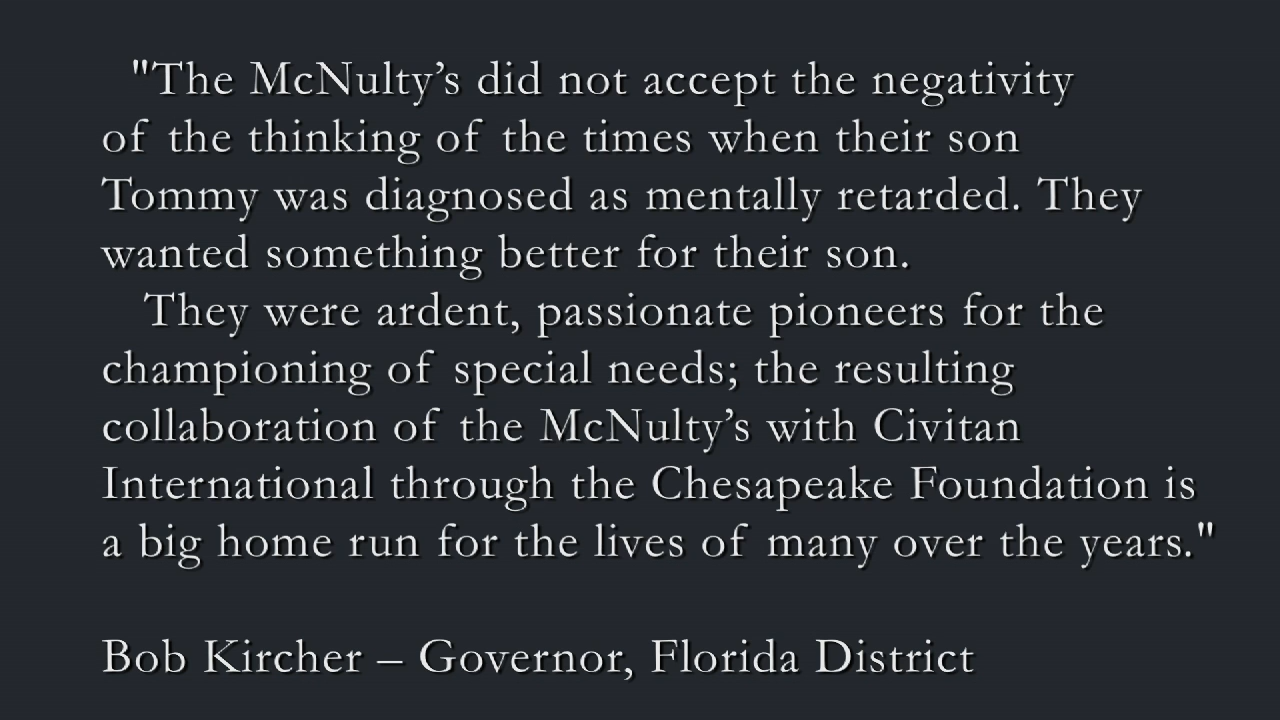 "The McNulty’s did not accept the negativity
of the thinking of the times when their son
Tommy was diagnosed as mentally retarded. They
wanted something better for their son.
They were ardent, passionate pioneers for the
championing of special needs; the resulting
collaboration of the McNulty’s with Civitan
International through the Chesapeake Foundation is
a big home run for the lives of many over the years."
Bob Kircher – Governor, Florida District